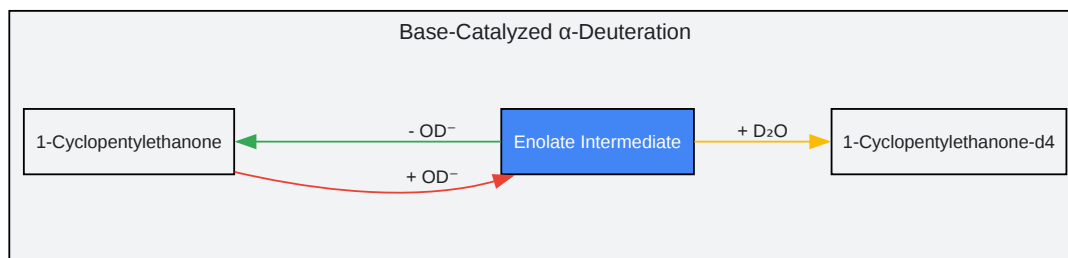 Base-Catalyzed α-Deuteration
1-Cyclopentylethanone
- OD⁻
+ OD⁻
Enolate Intermediate
+ D₂O
1-Cyclopentylethanone-d4